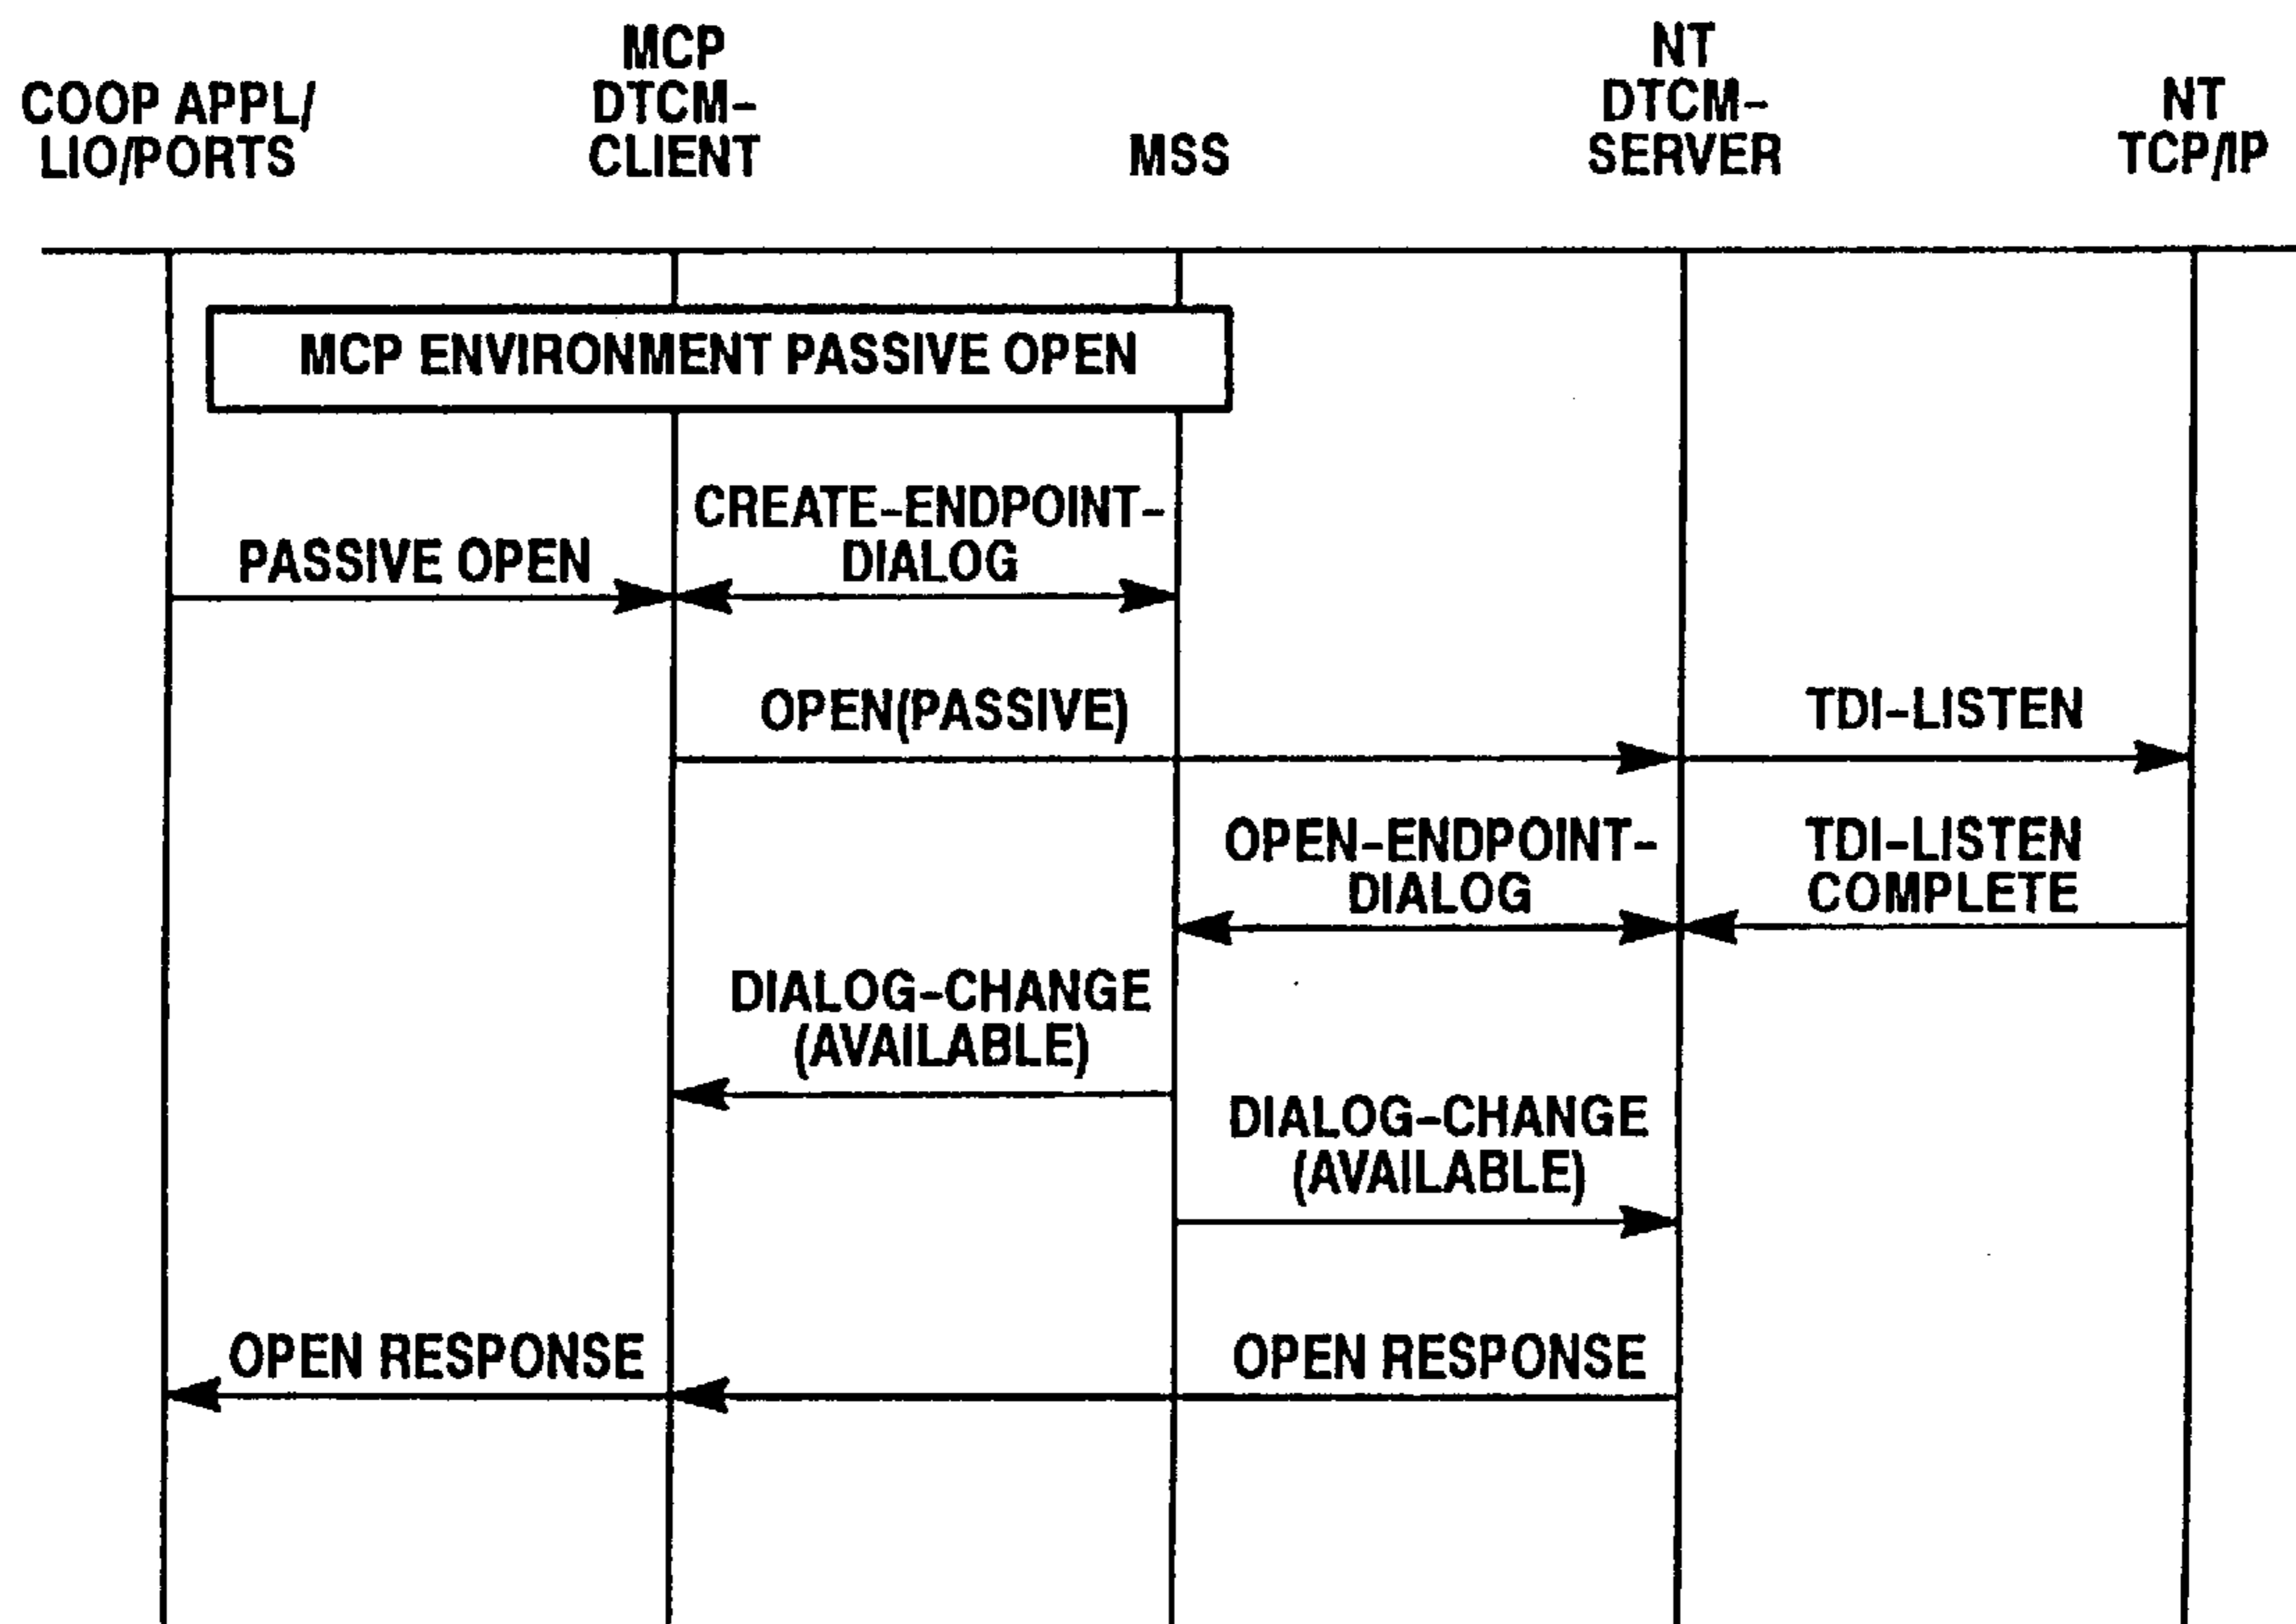 COOP APPL/
LIO/PORTS
MCP
DTCM-
CLIENT
MSS
NT
DTCM-
SERVER
NT
TCP/IP
MCP ENVIRONMENT PASSIVE OPEN
PASSIVE OPEN
CREATE-ENDPOINT-
DIALOG
OPEN(PASSIVE)
TDI-LISTEN
OPEN-ENDPOINT-
DIALOG
TDI-LISTEN
COMPLETE
DIALOG-CHANGE
(AVAILABLE)
DIALOG-CHANGE
(AVAILABLE)
OPEN RESPONSE
OPEN RESPONSE